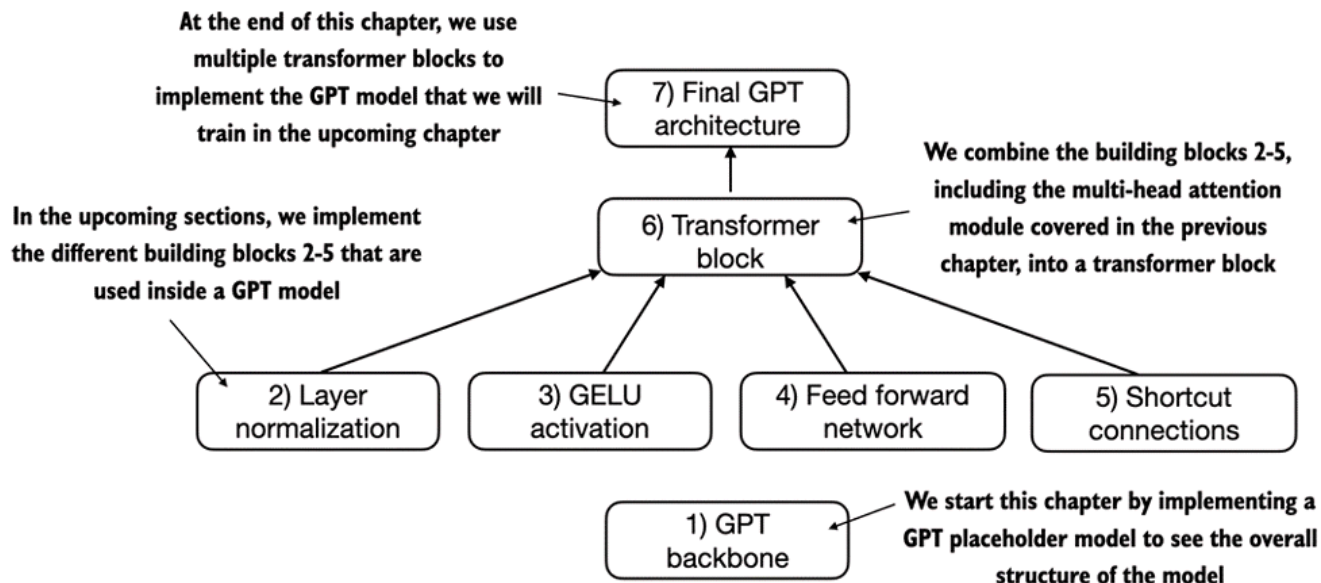 At the end of this chapter, we use
multiple transformer blocks to
implement the GPT model that we will
train in the upcoming chapter
7) Final GPT
architecture
We combine the building blocks 2-5,
including the multi-head attention
module covered in the previous
chapter, into a transformer block
In the upcoming sections, we implement
the different building blocks 2-5 that are
used inside a GPT model
6) Transformer
block
2) Layer
normalization
3) GELU
activation
4) Feed forward
network
5) Shortcut
connections
1) GPT
backbone
We start this chapter by implementing a
GPT placeholder model to see the overall
structure of the model